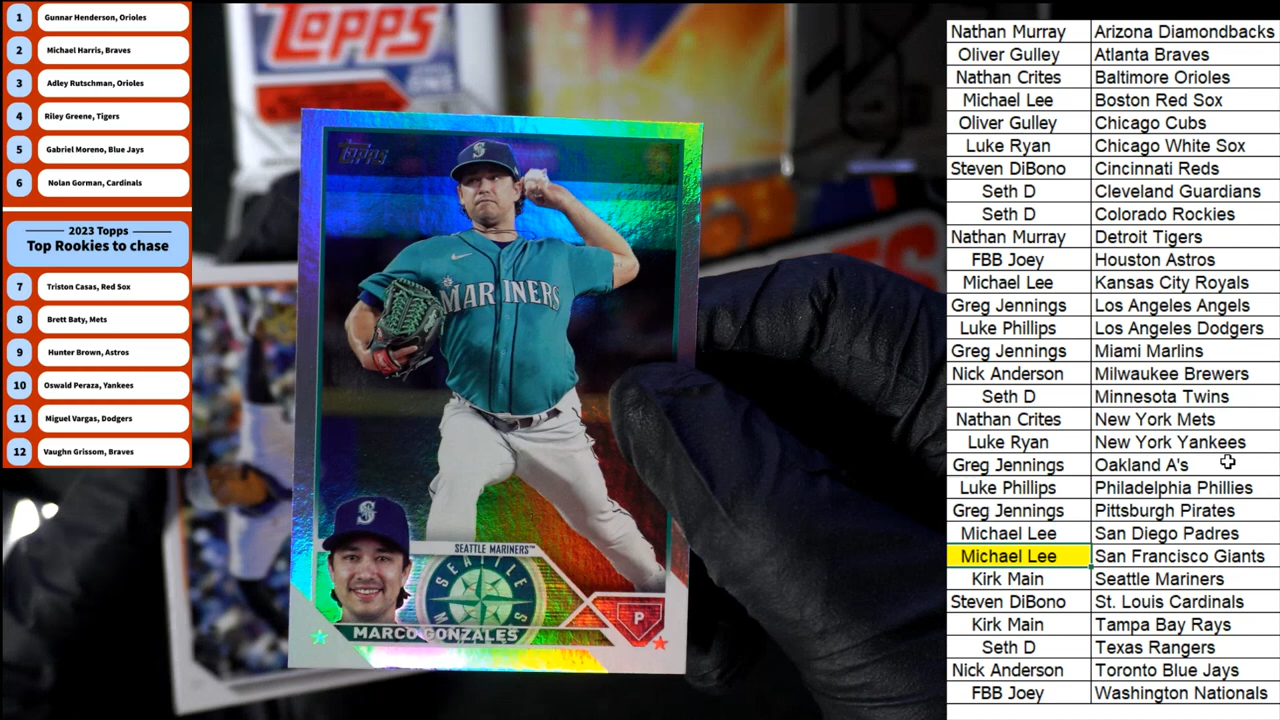 1 Gunnar Henderson, Orioles
2 Michael Harris, Braves
3 Adley Rutschman, Orioles
4 Riley Greene, Tigers
5 Gabriel Moreno, Blue Jays
6 Nolan Gorman, Cardinals
2023 Topps
Top Rookies to chase
7 Triston Casas, Red Sox
8 Brett Baty, Mets
9 Hunter Brown, Astros
10 Oswald Peraza, Yankees
11 Miguel Vargas, Dodgers
12 Vaughn Grissom, Braves
TOPPS
TOPPS
S
MARINERS
S
SEATTLE MARINERS™
SEATTLE
P
MARCO GONZALES
Nathan Murray Arizona Diamondbacks
Oliver Gulley Atlanta Braves
Nathan Crites Baltimore Orioles
Michael Lee Boston Red Sox
Oliver Gulley Chicago Cubs
Luke Ryan Chicago White Sox
Steven DiBono Cincinnati Reds
Seth D Cleveland Guardians
Seth D Colorado Rockies
Nathan Murray Detroit Tigers
FBB Joey Houston Astros
Michael Lee Kansas City Royals
Greg Jennings Los Angeles Angels
Luke Phillips Los Angeles Dodgers
Greg Jennings Miami Marlins
Nick Anderson Milwaukee Brewers
Seth D Minnesota Twins
Nathan Crites New York Mets
Luke Ryan New York Yankees
Greg Jennings Oakland A's
Luke Phillips Philadelphia Phillies
Greg Jennings Pittsburgh Pirates
Michael Lee San Diego Padres
Michael Lee San Francisco Giants
Kirk Main Seattle Mariners
Steven DiBono St. Louis Cardinals
Kirk Main Tampa Bay Rays
Seth D Texas Rangers
Nick Anderson Toronto Blue Jays
FBB Joey Washington Nationals